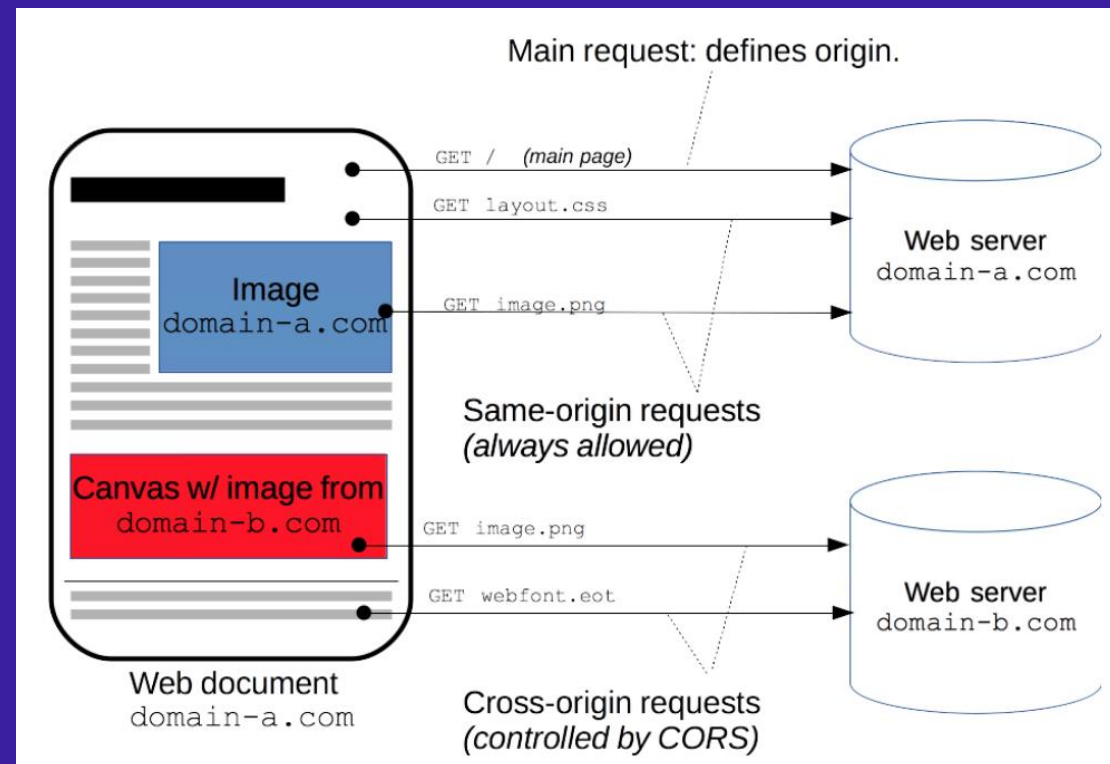 Main request: defines origin.
GET / (main page)
GET layout.css
Web server
domain-a.com
Image
domain-a.com
GET image.png
Same-origin requests
(always allowed)
Canvas w/ image from
domain-b.com
GET image.png
GET webfont.eot
Web server
domain-b.com
Web document
domain-a.com
Cross-origin requests
(controlled by CORS)